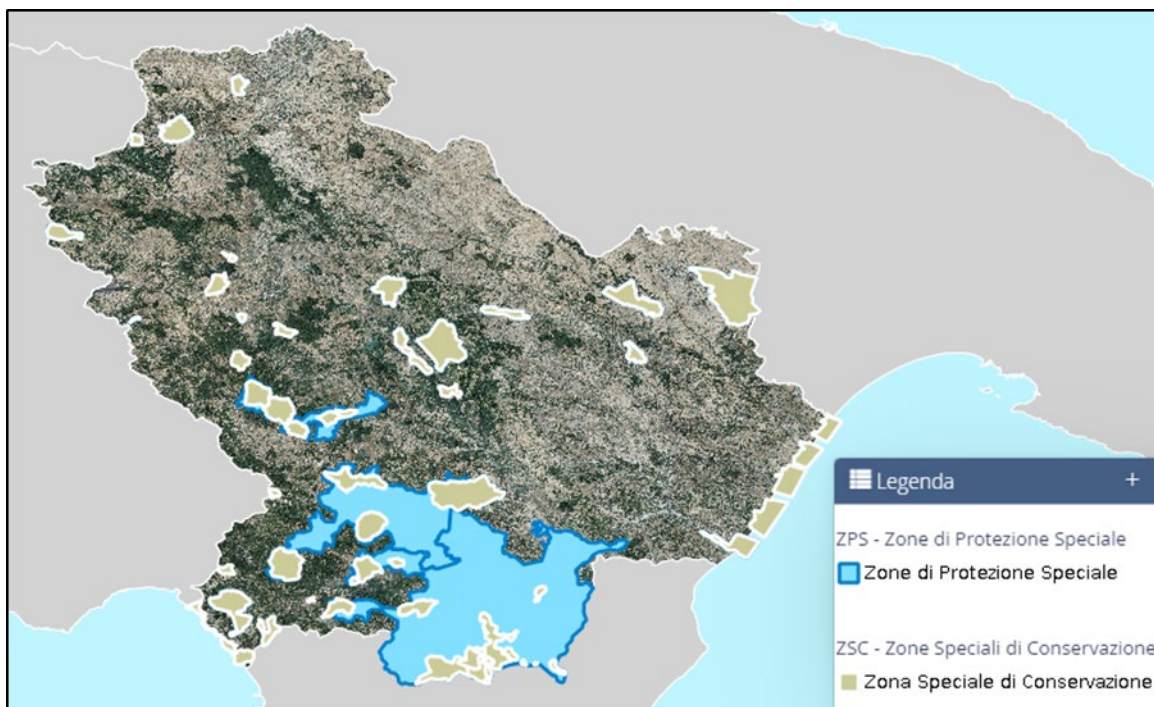 Legenda +
ZPS - Zone di Protezione Speciale
Zone di Protezione Speciale
ZSC - Zone Speciali di Conservazione
Zona Speciale di Conservazione